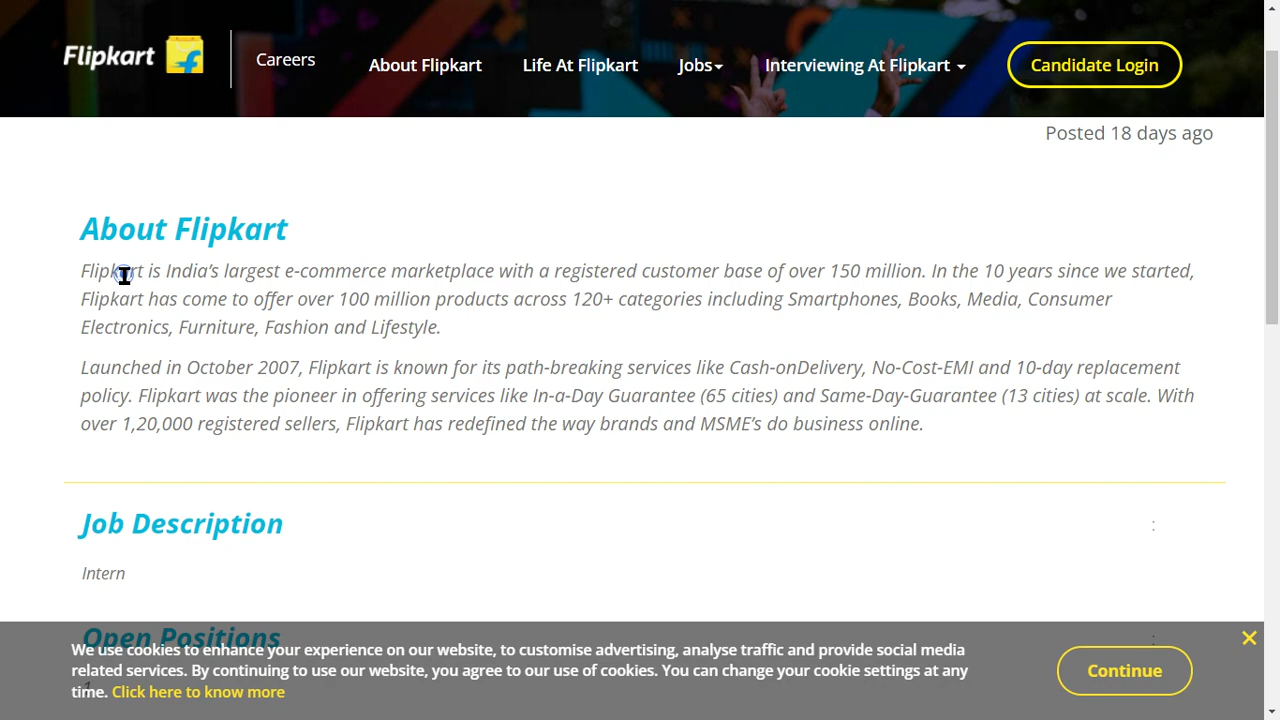 Flipkart
Careers
About Flipkart
Life At Flipkart
Jobs
Interviewing At Flipkart
Candidate Login
Posted 18 days ago
About Flipkart
Flipkart is India’s largest e-commerce marketplace with a registered customer base of over 150 million. In the 10 years since we started,
Flipkart has come to offer over 100 million products across 120+ categories including Smartphones, Books, Media, Consumer
Electronics, Furniture, Fashion and Lifestyle.
Launched in October 2007, Flipkart is known for its path-breaking services like Cash-onDelivery, No-Cost-EMI and 10-day replacement
policy. Flipkart was the pioneer in offering services like In-a-Day Guarantee (65 cities) and Same-Day-Guarantee (13 cities) at scale. With
over 1,20,000 registered sellers, Flipkart has redefined the way brands and MSME’s do business online.
Job Description :
Intern
Open Positions :
We use cookies to enhance your experience on our website, to customise advertising, analyse traffic and provide social media
related services. By continuing to use our website, you agree to our use of cookies. You can change your cookie settings at any
time. Click here to know more
Continue